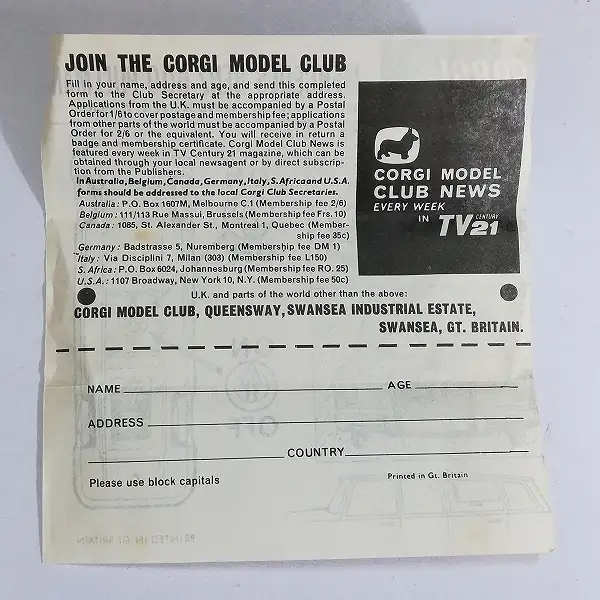 JOIN THE CORGI MODEL CLUB
Fill in your name, address and age, and send this completed
form to the Club Secretary at the appropriate address.
Applications from the U.K. must be accompanied by a Postal
Order for 1/6 to cover postage and membership fee; applications
from other parts of the world must be accompanied by a Postal
Order for 2/6 or the equivalent. You will receive in return a
badge and membership certificate. Corgi Model Club News is
featured every week in TV Century 21 magazine, which can be
obtained through your local newsagent or by direct subscrip-
tion from the Publishers.
In Australia, Belgium, Canada, Germany, Italy, S. Africa and U.S.A.
forms should be addressed to the local Corgi Club Secretaries.
Australia: P.O. Box 1607M, Melbourne C.1 (Membership fee 2/6)
Belgium: 111/113 Rue Massui, Brussels (Membership fee Frs. 10)
Canada: 1085, St. Alexander St., Montreal 1, Quebec (Member-
ship fee 35c)
Germany: Badstrasse 5, Nuremberg (Membership fee DM 1)
Italy: Via Disciplini 7, Milan (303) (Membership fee L150)
S. Africa: P.O. Box 6024, Johannesburg (Membership fee RO. 25)
U.S.A.: 1107 Broadway, New York 10, N.Y. (Membership fee 50c)
CORGI MODEL
CLUB NEWS
EVERY WEEK
IN TV CENTURY 21
U.K. and parts of the world other than the above:
CORGI MODEL CLUB, QUEENSWAY, SWANSEA INDUSTRIAL ESTATE,
SWANSEA, GT. BRITAIN.
NAME AGE
ADDRESS
COUNTRY
Please use block capitals
Printed in Gt. Britain
PRINTED IN GT BRITAIN